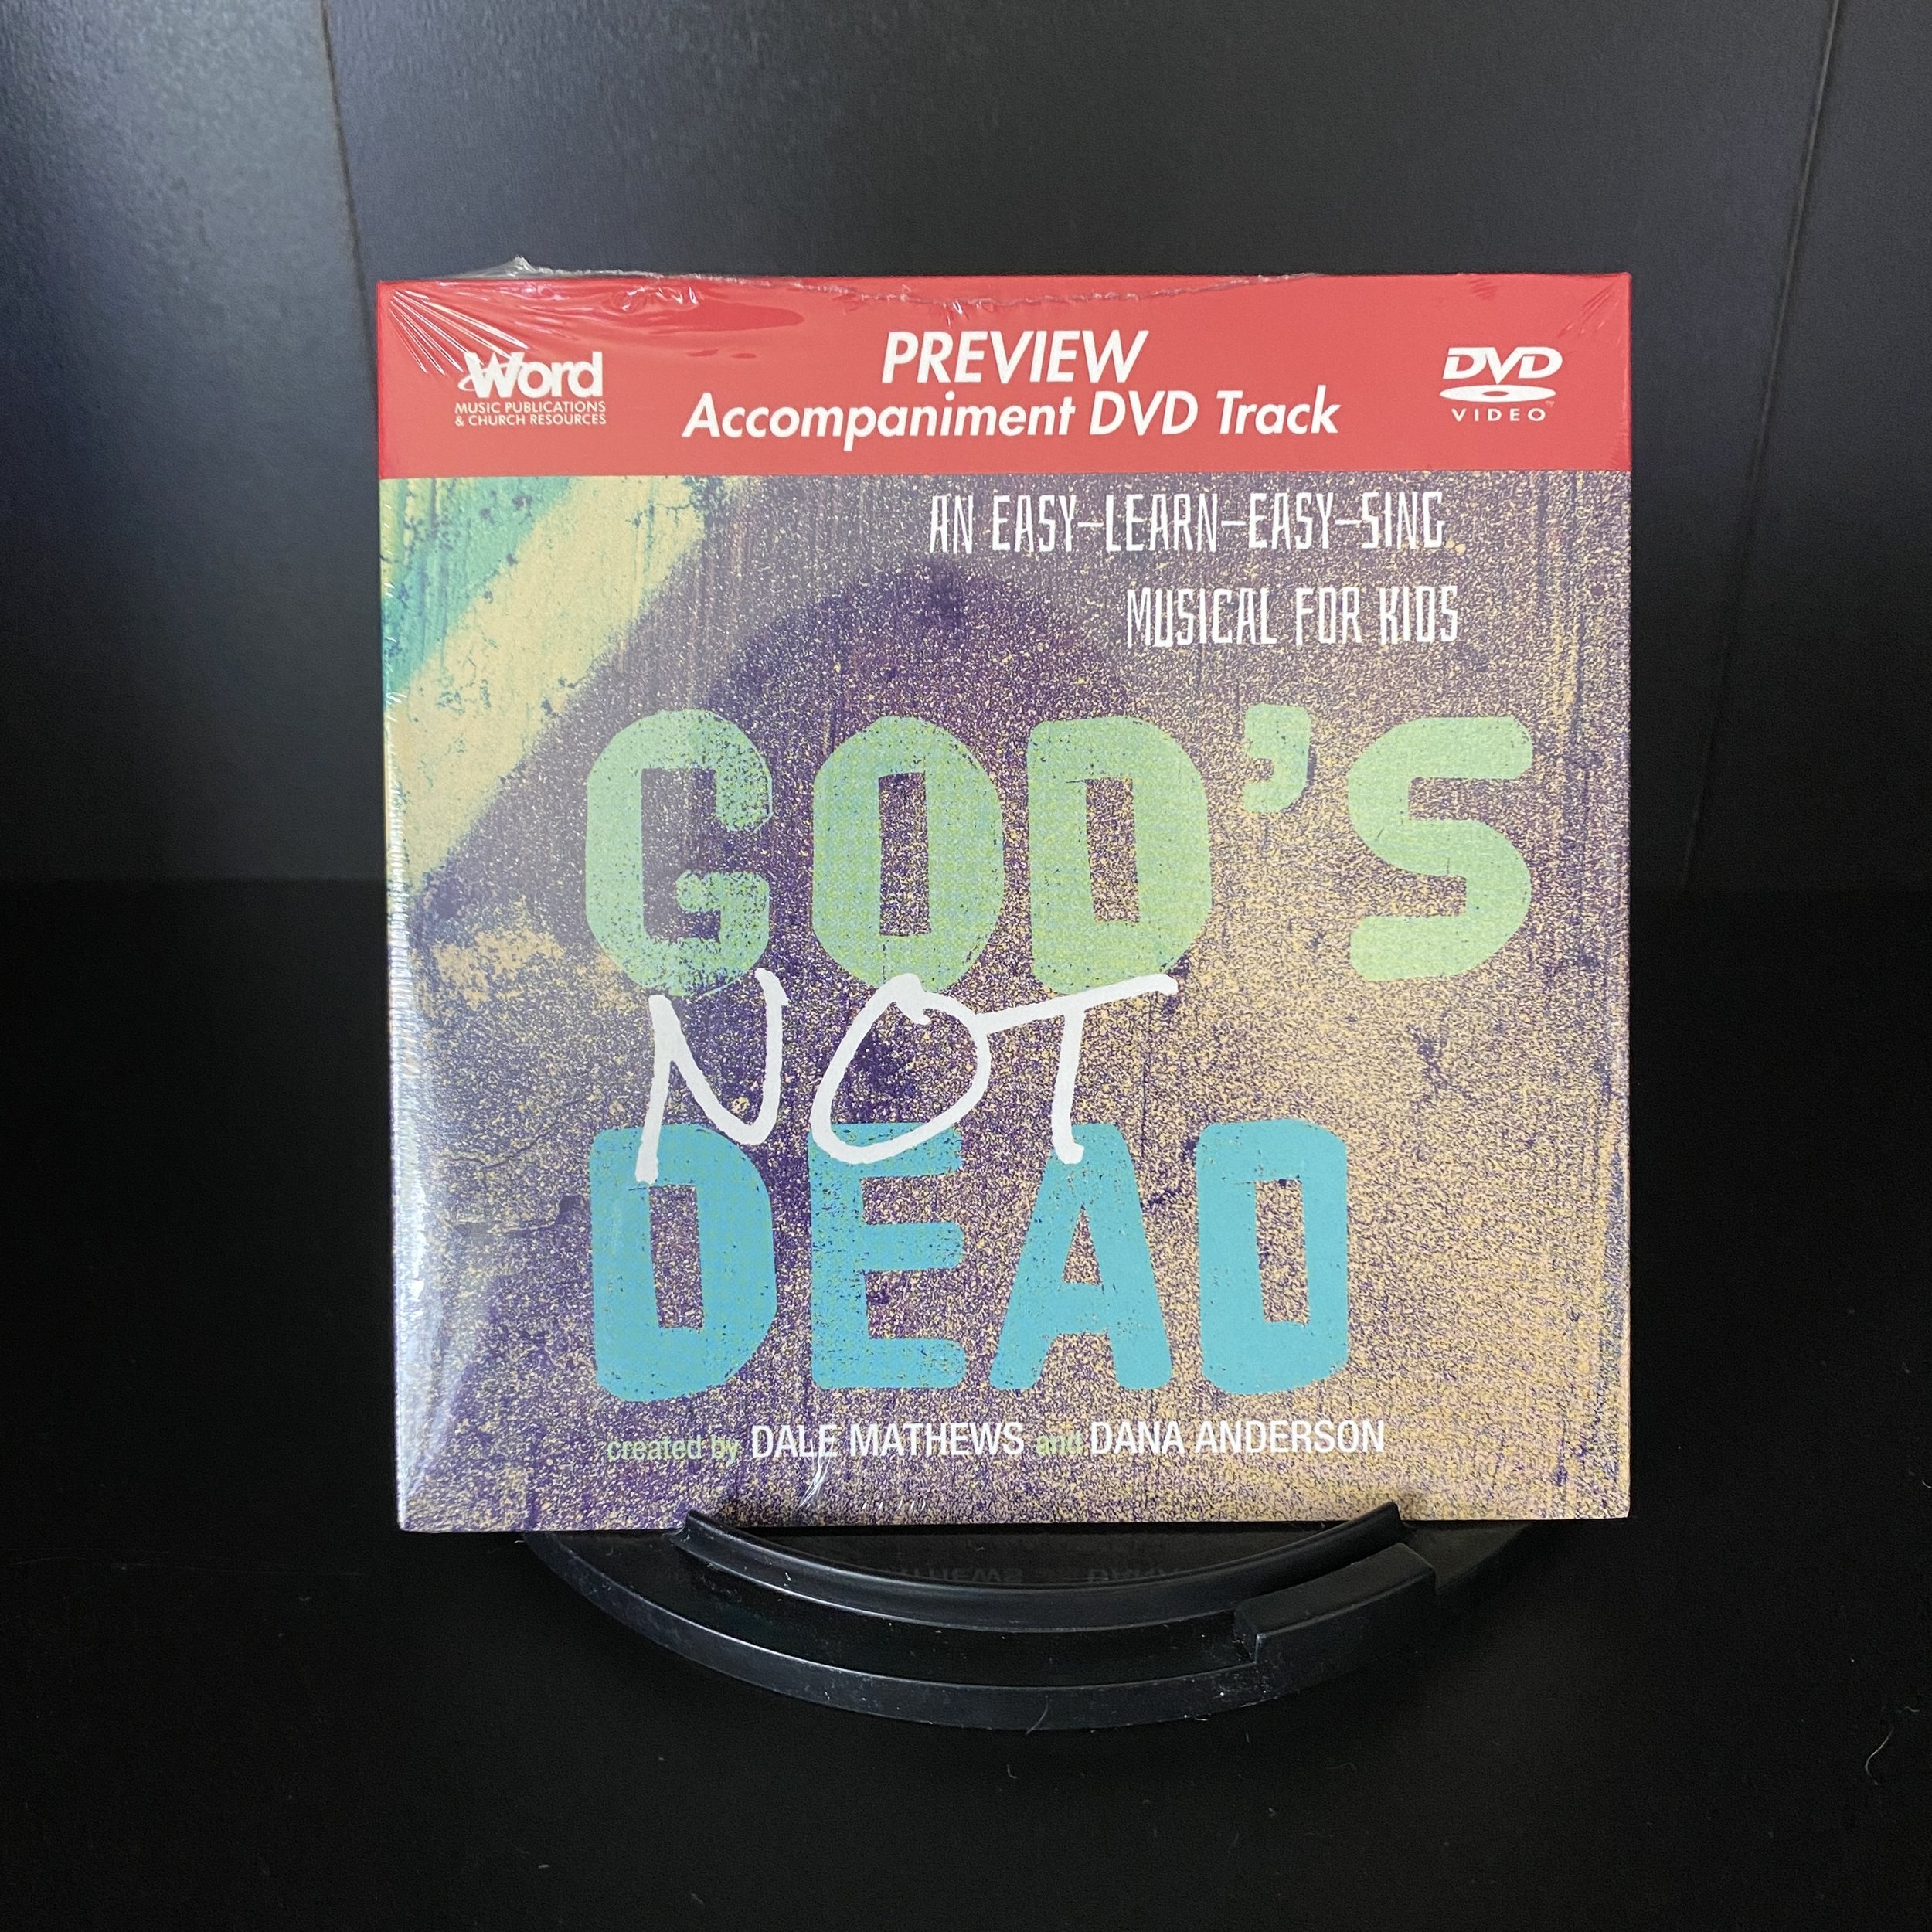 Word
MUSIC PUBLICATIONS
& CHURCH RESOURCES
PREVIEW
Accompaniment DVD Track
DVD
VIDEO
AN EASY-LEARN-EASY-SING
MUSICAL FOR KIDS
GOD'S
NOT
DEAD
created by DALE MATHEWS and DANA ANDERSON